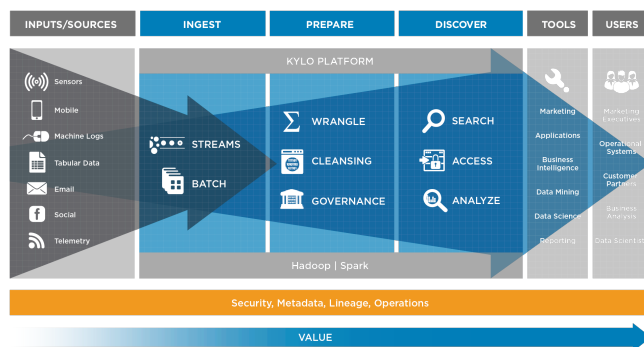 INPUTS/SOURCES
INGEST
PREPARE
DISCOVER
TOOLS
USERS
KYLO PLATFORM
Sensors
Mobile
Machine Logs
Tabular Data
Email
Social
Telemetry
STREAMS
BATCH
WRANGLE
CLEANSING
GOVERNANCE
SEARCH
ACCESS
ANALYZE
Marketing
Applications
Business
Intelligence
Data Mining
Data Science
Reporting
Marketing
Executives
Operational
Systems
Customer
Partners
Business
Analysts
Data Scientist
Hadoop | Spark
Security, Metadata, Lineage, Operations
VALUE